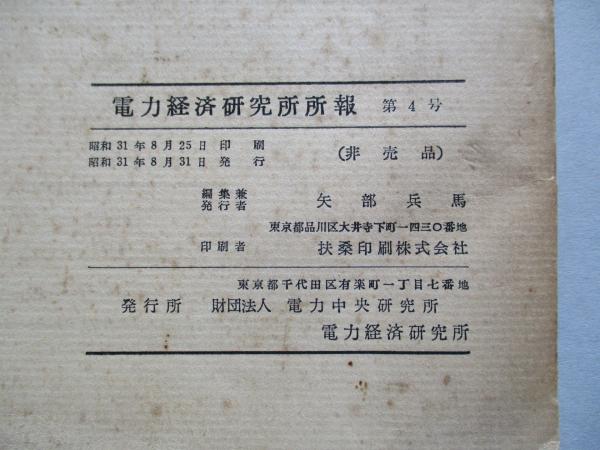 電力経済研究所所報 第4号
昭和31年8月25日 印刷
昭和31年8月31日 発行
(非売品)
編集兼
発行者 矢部兵馬
東京都品川区大井寺下町一四三〇番地
印刷者 扶桑印刷株式会社
東京都千代田区有楽町一丁目七番地
発行所 財団法人 電力中央研究所
電力経済研究所